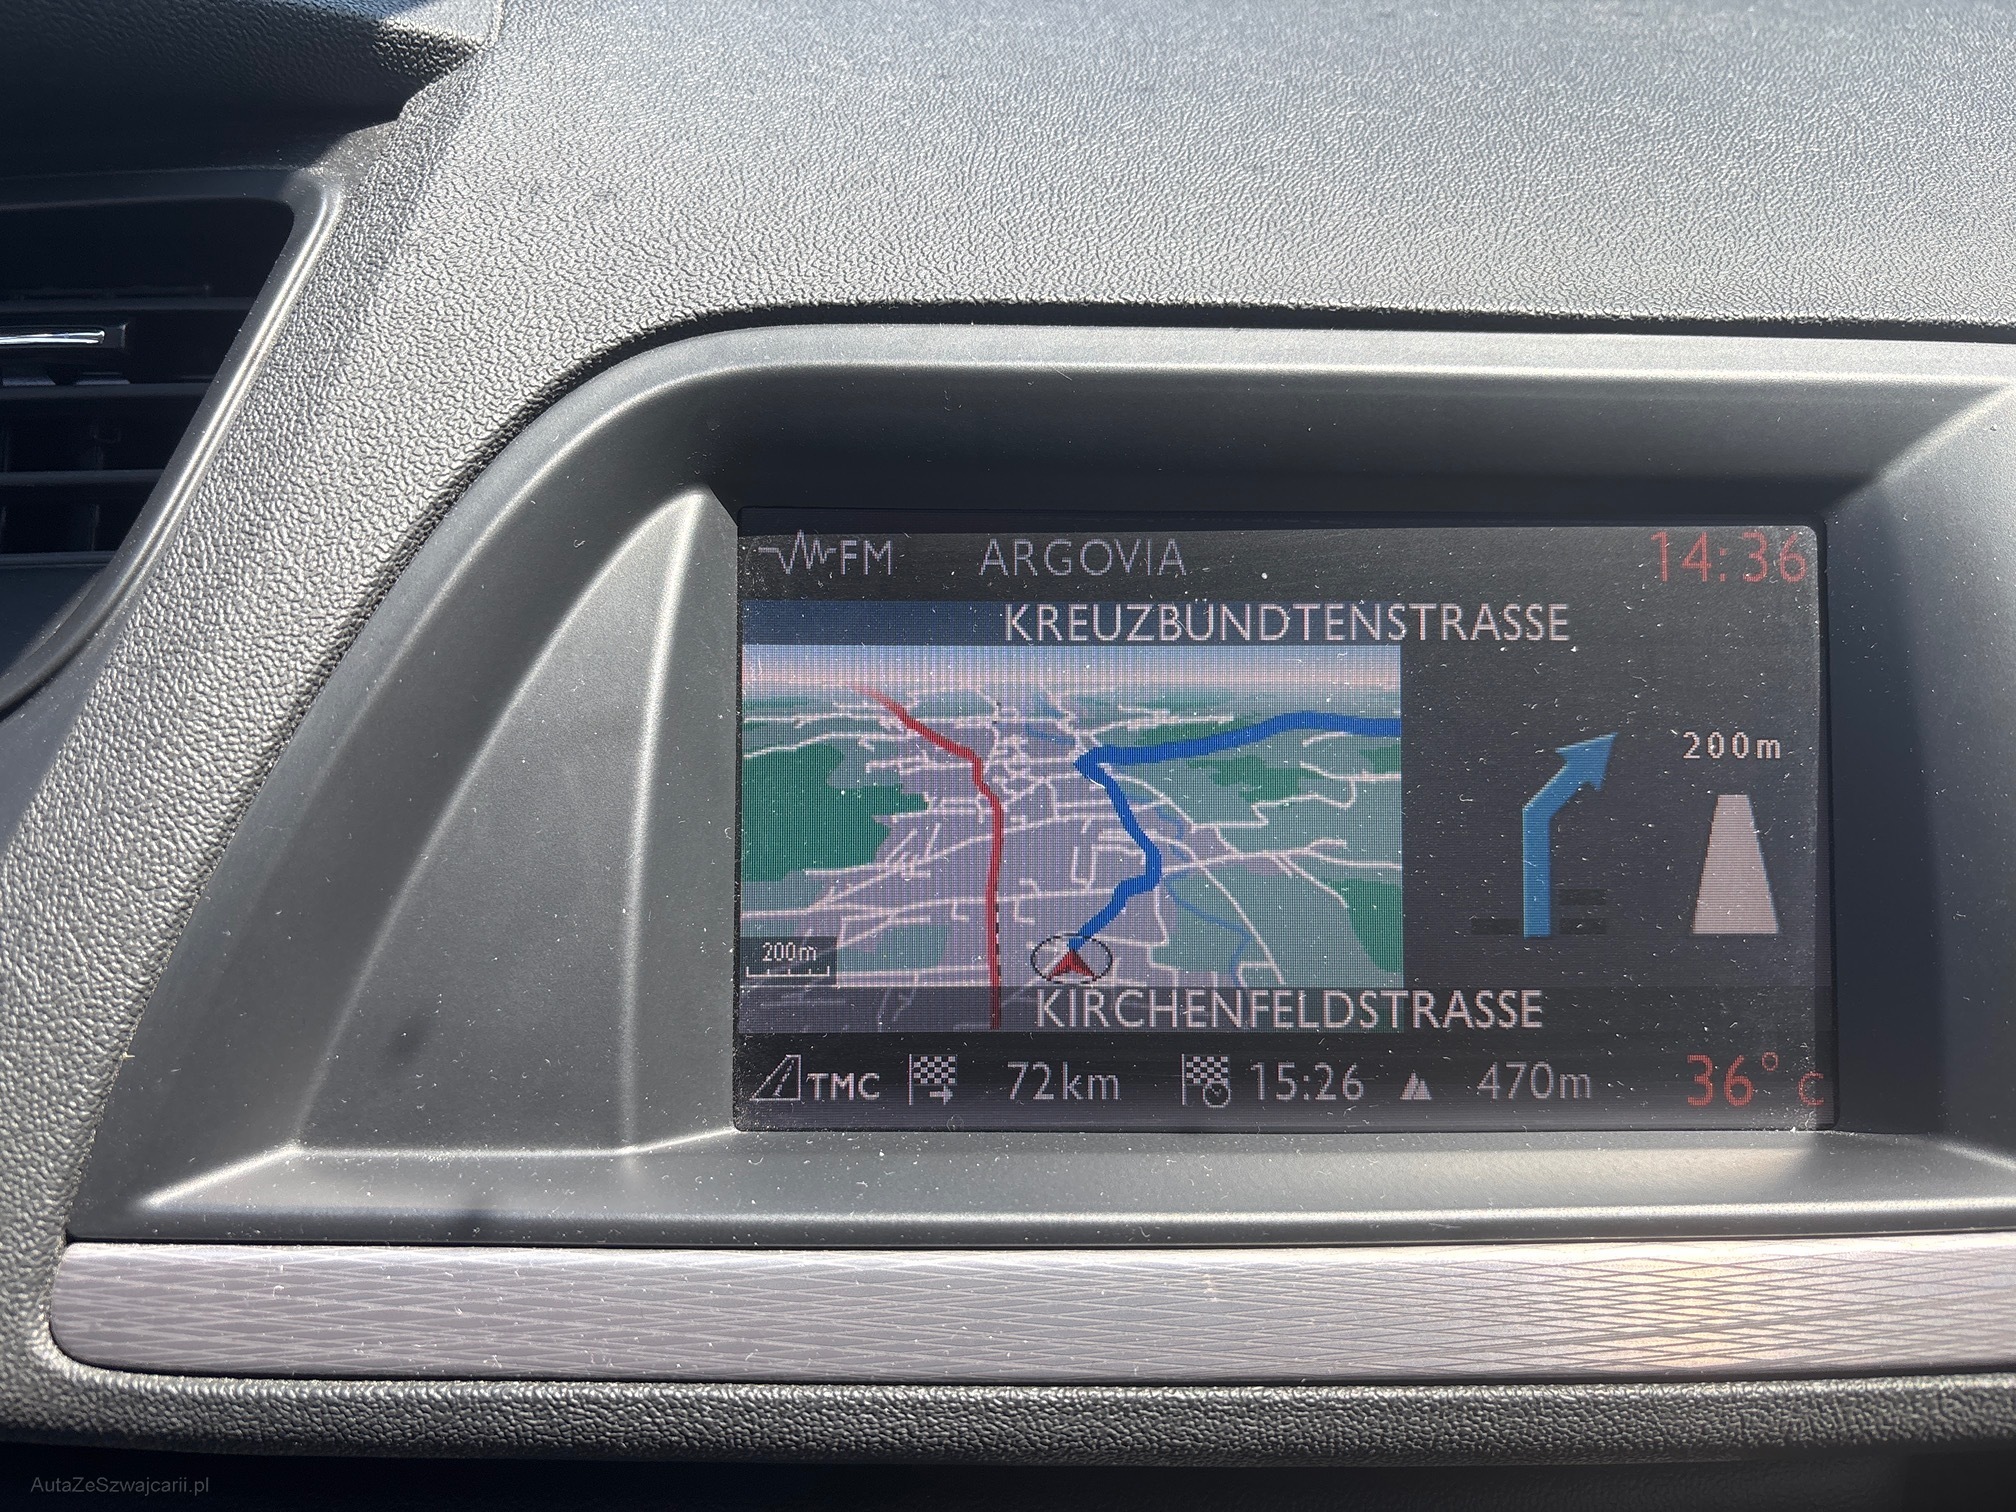 FM ARGOVIA 14:36
KREUZBÜNDTENSTRASSE
200m
200m
KIRCHENFELDSTRASSE
TMC 72km 15:26 470m 36° C
AutaZeSzwajcarii.pl